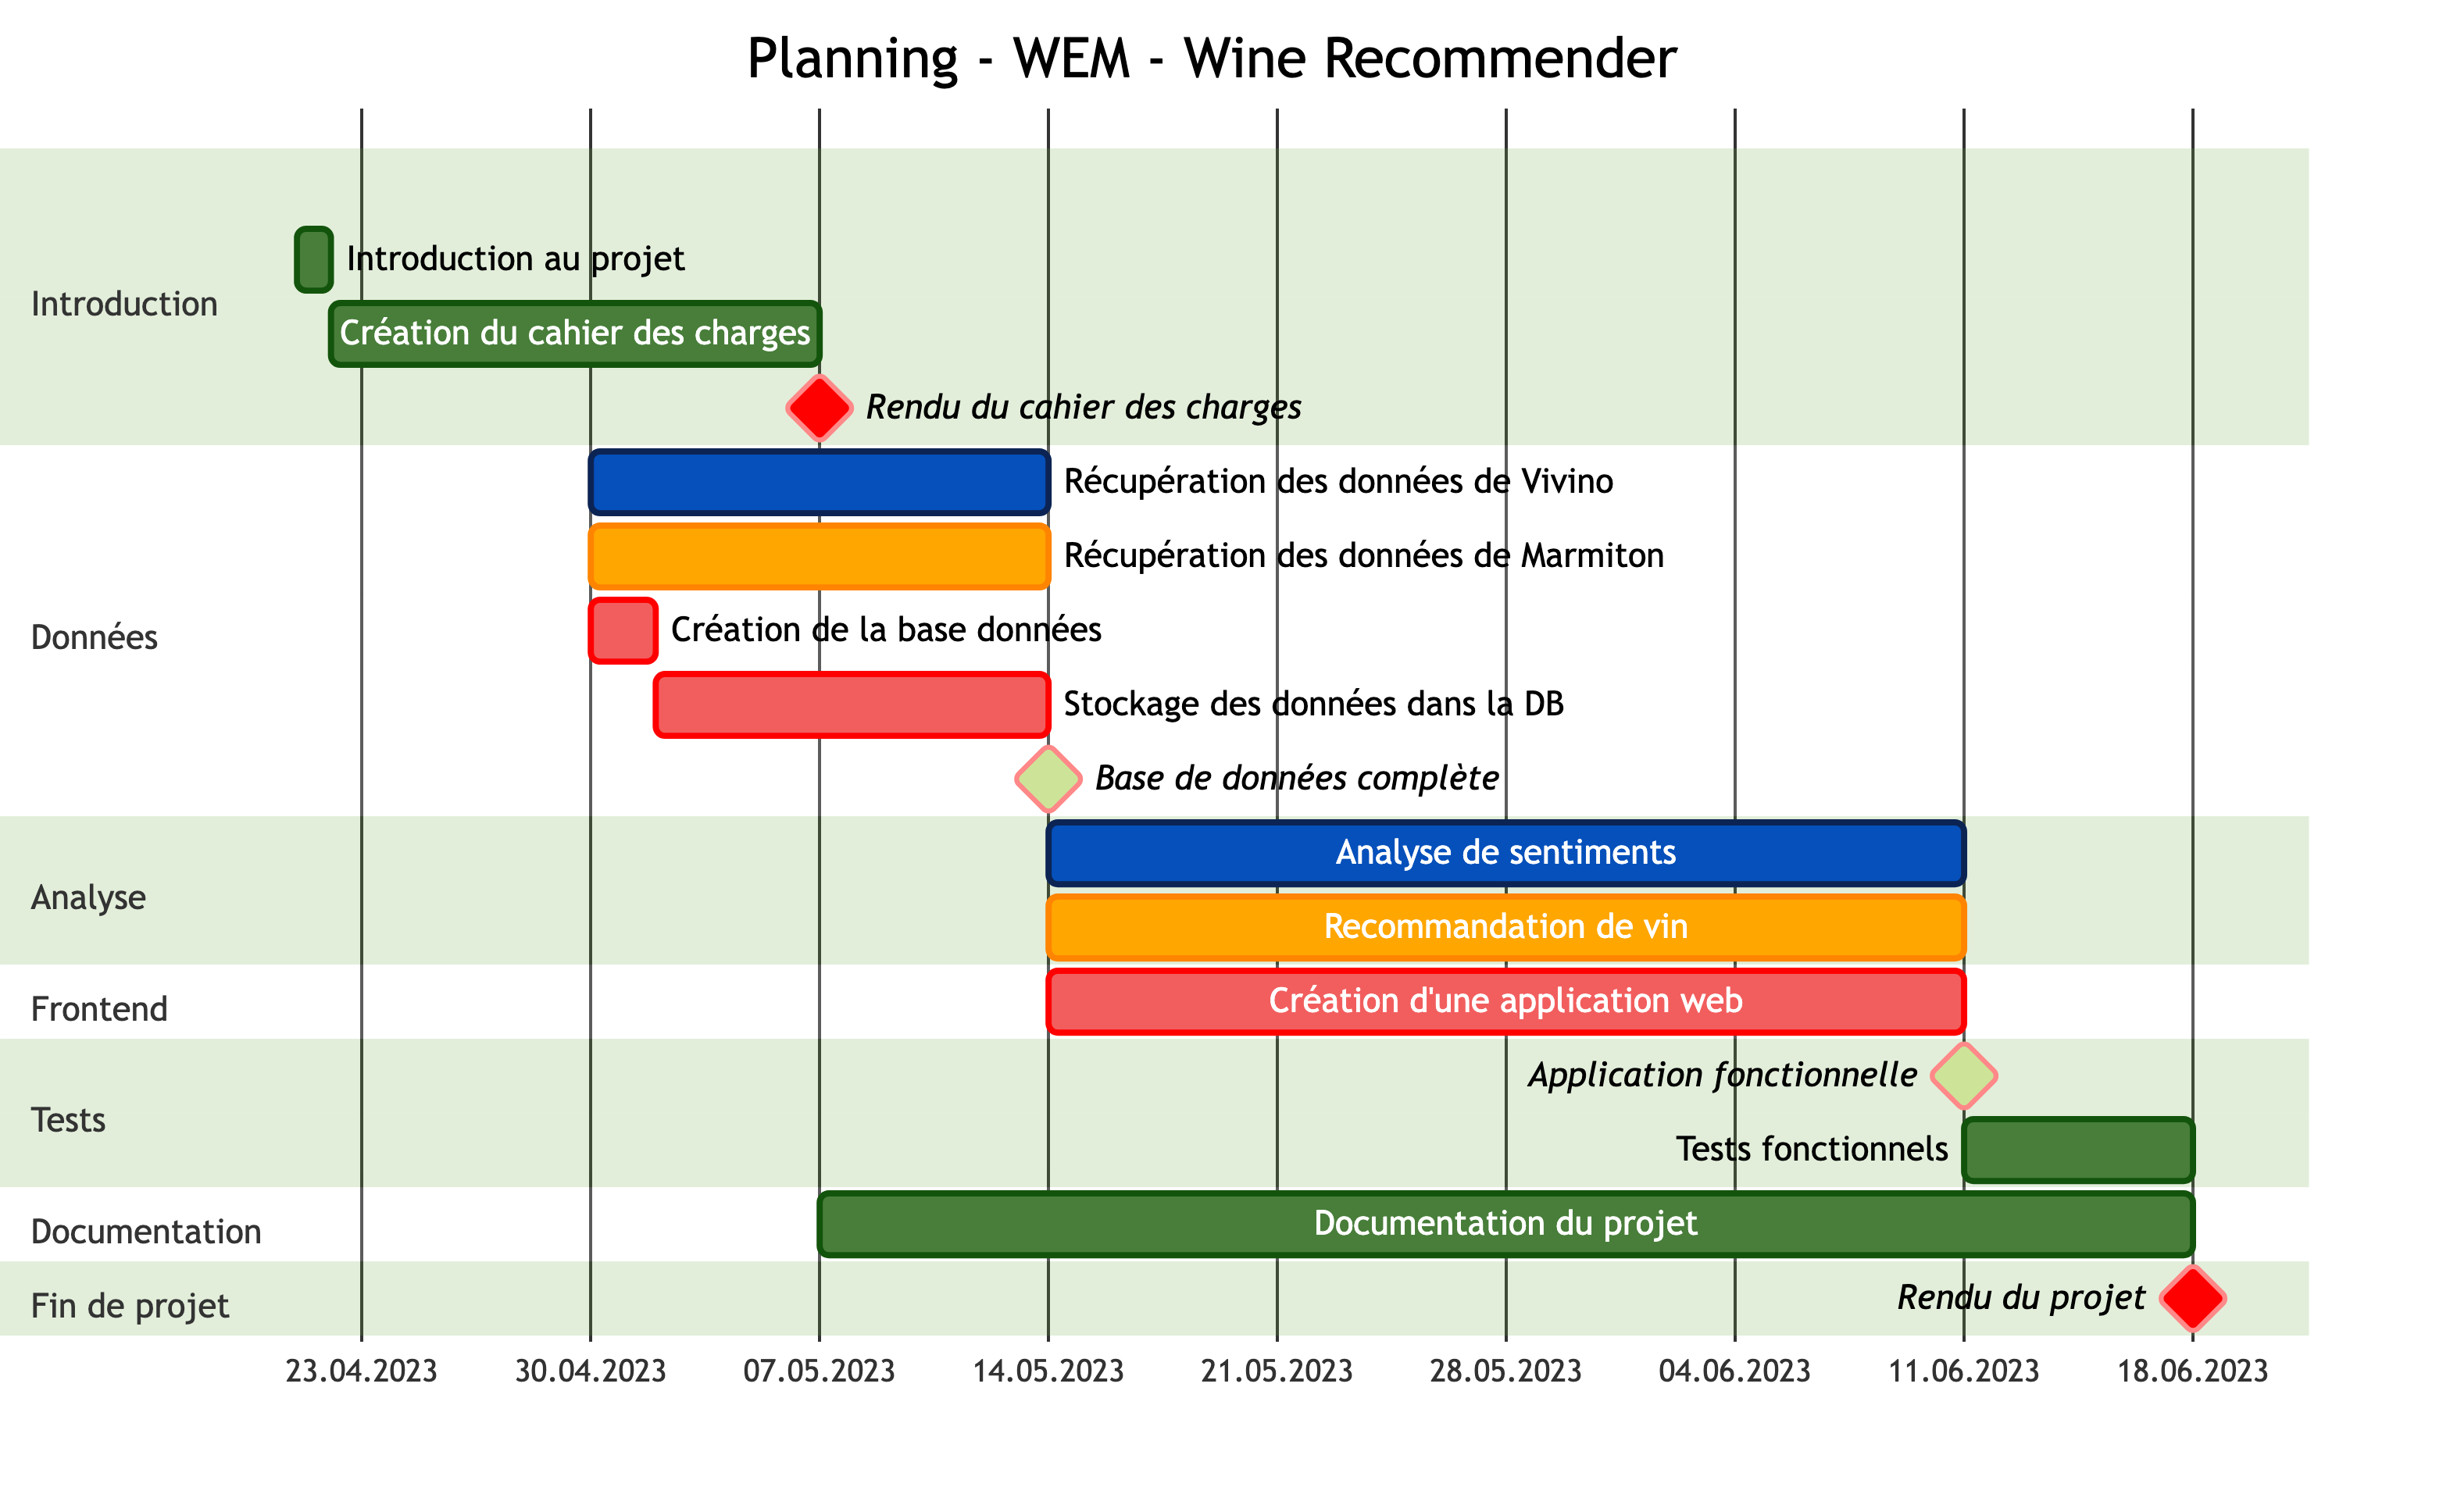 Planning - WEM - Wine Recommender
Introduction
Introduction au projet
Création du cahier des charges
Rendu du cahier des charges
Données
Récupération des données de Vivino
Récupération des données de Marmiton
Création de la base données
Stockage des données dans la DB
Base de données complète
Analyse
Analyse de sentiments
Recommandation de vin
Frontend
Création d'une application web
Tests
Application fonctionnelle
Tests fonctionnels
Documentation
Documentation du projet
Fin de projet
Rendu du projet
23.04.2023 30.04.2023 07.05.2023 14.05.2023 21.05.2023 28.05.2023 04.06.2023 11.06.2023 18.06.2023